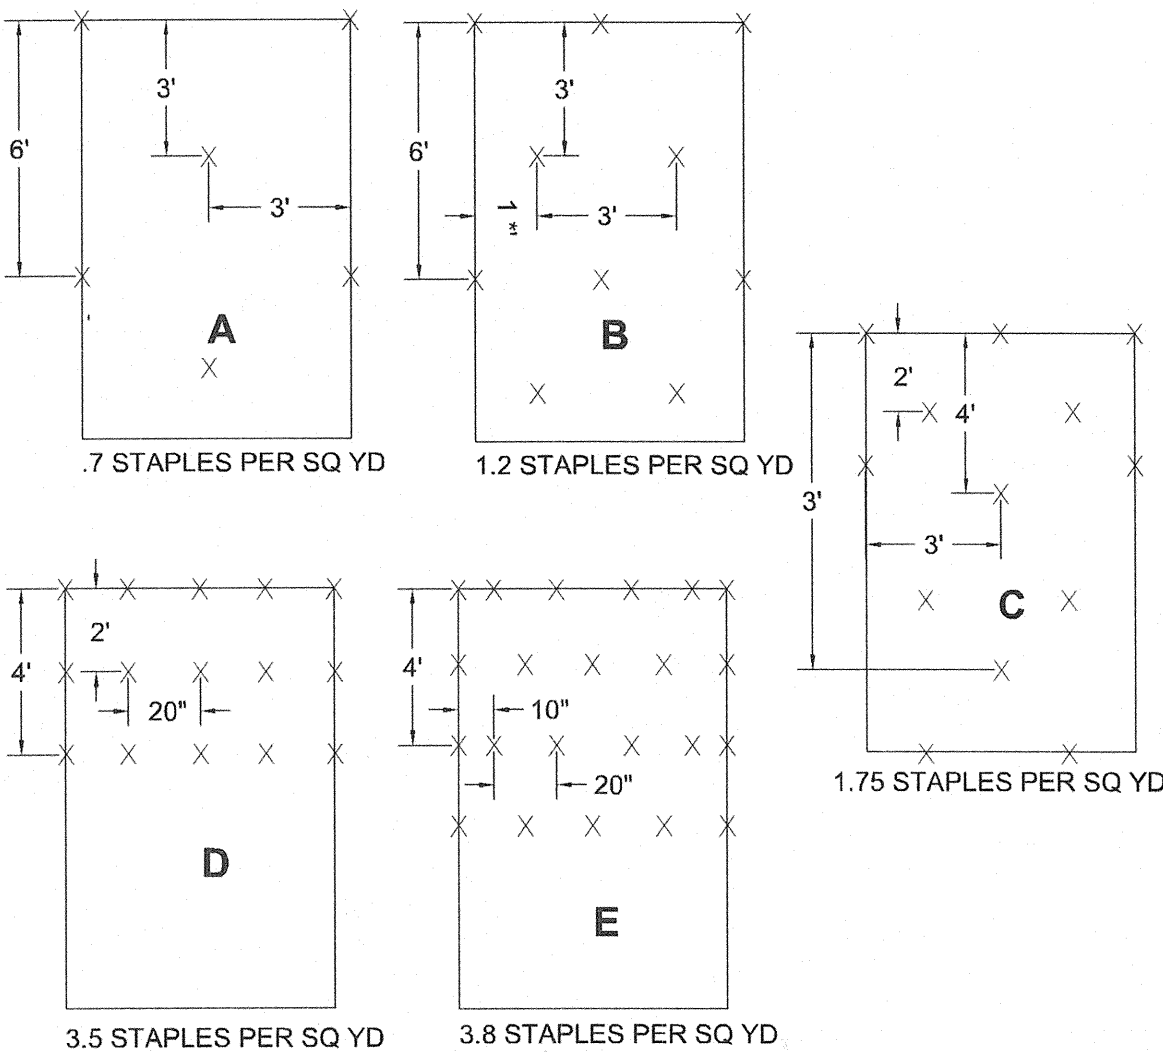 3'
6'
3'
A
.7 STAPLES PER SQ YD
3'
6'
3'
B
1.2 STAPLES PER SQ YD
2'
4'
3'
3'
C
1.75 STAPLES PER SQ YD
2'
4'
20"
D
3.5 STAPLES PER SQ YD
4'
10"
20"
E
3.8 STAPLES PER SQ YD